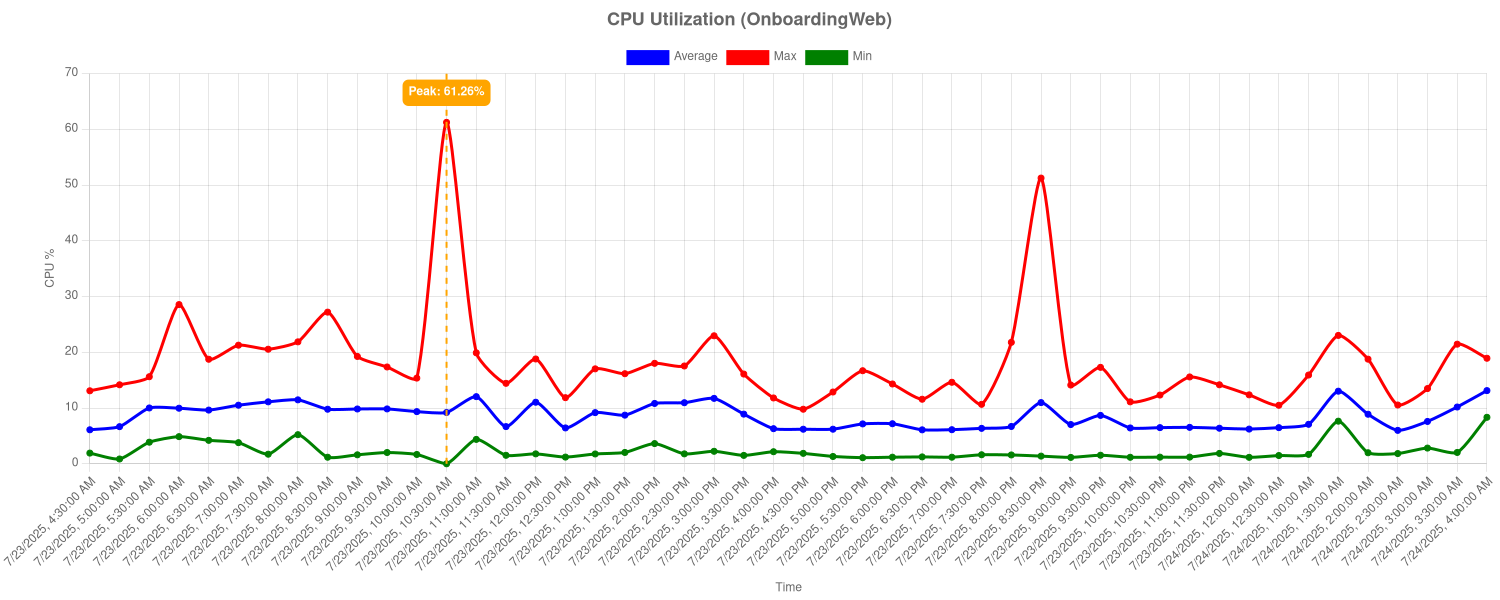 CPU Utilization (OnboardingWeb)
Average Max Min
70
Peak: 61.26%
60
50
40
30
20
10
0
CPU %
7/23/2025, 4:30:00 AM
7/23/2025, 5:00:00 AM
7/23/2025, 5:30:00 AM
7/23/2025, 6:00:00 AM
7/23/2025, 6:30:00 AM
7/23/2025, 7:00:00 AM
7/23/2025, 7:30:00 AM
7/23/2025, 8:00:00 AM
7/23/2025, 8:30:00 AM
7/23/2025, 9:00:00 AM
7/23/2025, 9:30:00 AM
7/23/2025, 10:00:00 AM
7/23/2025, 10:30:00 AM
7/23/2025, 11:00:00 AM
7/23/2025, 11:30:00 AM
7/23/2025, 12:00:00 PM
7/23/2025, 12:30:00 PM
7/23/2025, 1:00:00 PM
7/23/2025, 1:30:00 PM
7/23/2025, 2:00:00 PM
7/23/2025, 2:30:00 PM
7/23/2025, 3:00:00 PM
7/23/2025, 3:30:00 PM
7/23/2025, 4:00:00 PM
7/23/2025, 4:30:00 PM
7/23/2025, 5:00:00 PM
7/23/2025, 5:30:00 PM
7/23/2025, 6:00:00 PM
7/23/2025, 6:30:00 PM
7/23/2025, 7:00:00 PM
7/23/2025, 7:30:00 PM
7/23/2025, 8:00:00 PM
7/23/2025, 8:30:00 PM
7/23/2025, 9:00:00 PM
7/23/2025, 9:30:00 PM
7/23/2025, 10:00:00 PM
7/23/2025, 10:30:00 PM
7/23/2025, 11:00:00 PM
7/23/2025, 11:30:00 PM
7/24/2025, 12:00:00 AM
7/24/2025, 12:30:00 AM
7/24/2025, 1:00:00 AM
7/24/2025, 1:30:00 AM
7/24/2025, 2:00:00 AM
7/24/2025, 2:30:00 AM
7/24/2025, 3:00:00 AM
7/24/2025, 3:30:00 AM
7/24/2025, 4:00:00 AM
Time